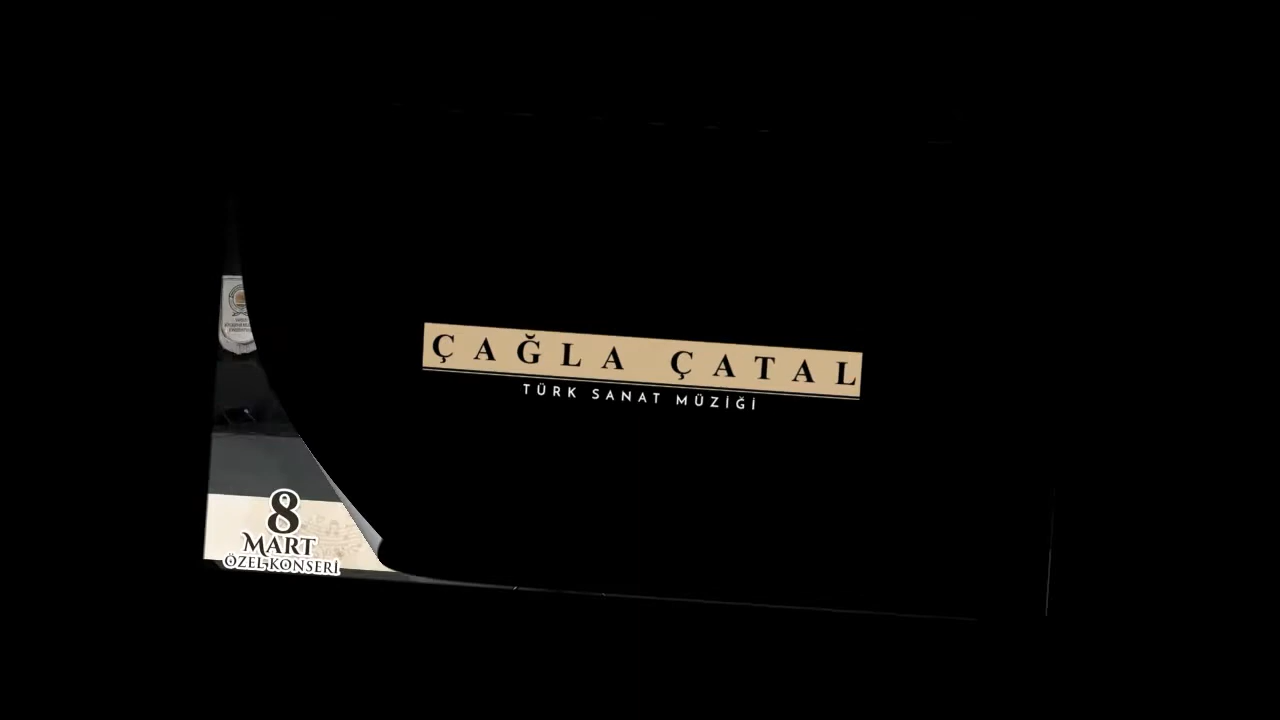 ÇAĞLA ÇATAL
TÜRK SANAT MÜZİĞİ
8
MART
ÖZEL KONSERİ